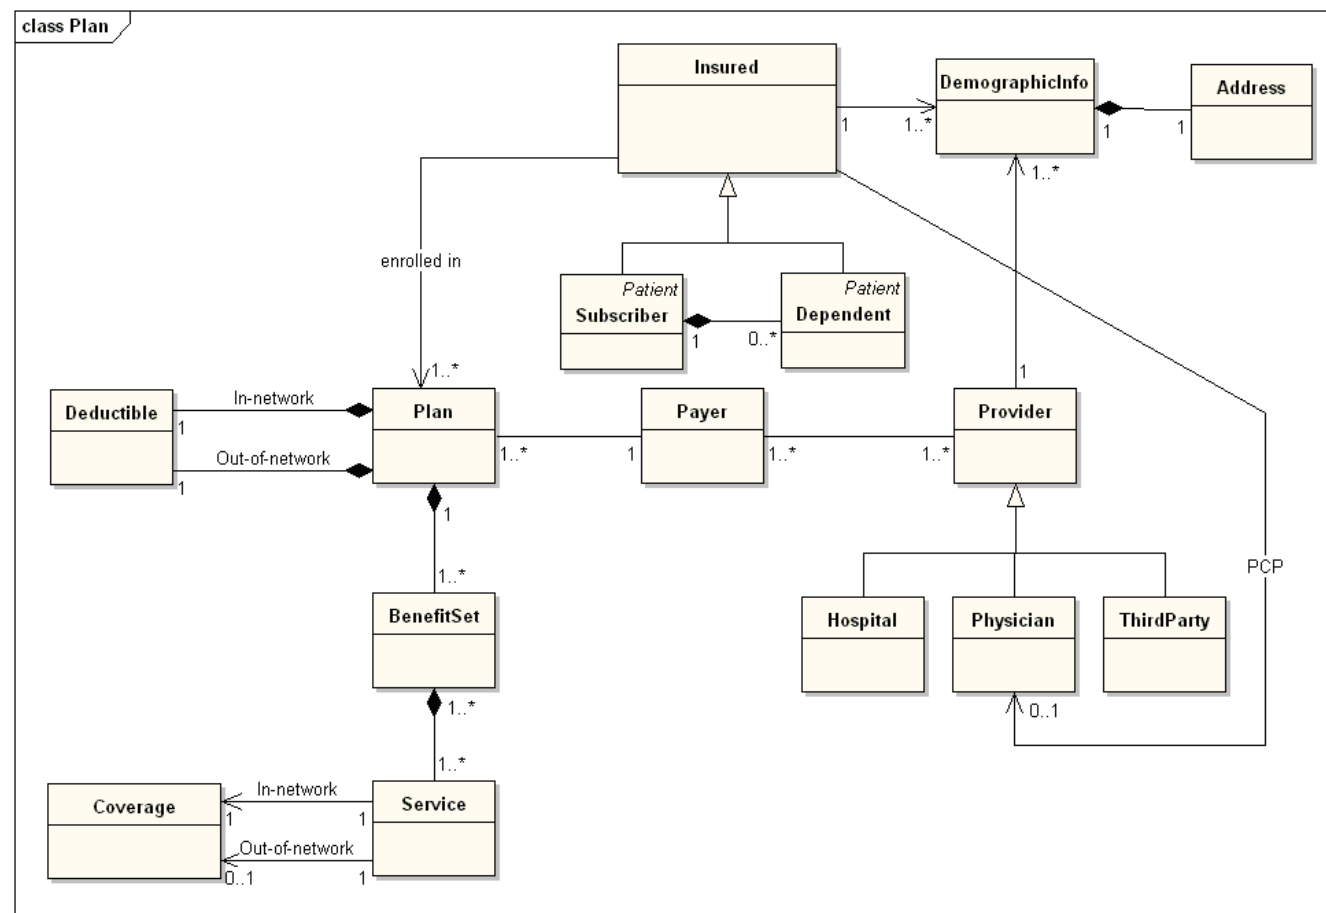 class Plan
Insured
DemographicInfo
Address
1
1..*
1
1
1..*
enrolled in
Patient
Subscriber
Patient
Dependent
1
0..*
1..*
1
Deductible
In-network
1
Out-of-network
1
Plan
Payer
Provider
1..*
1
1..*
1..*
1
1..*
PCP
BenefitSet
Hospital
Physician
ThirdParty
1..*
0..1
1..*
Coverage
In-network
Service
1
1
Out-of-network
0..1
1